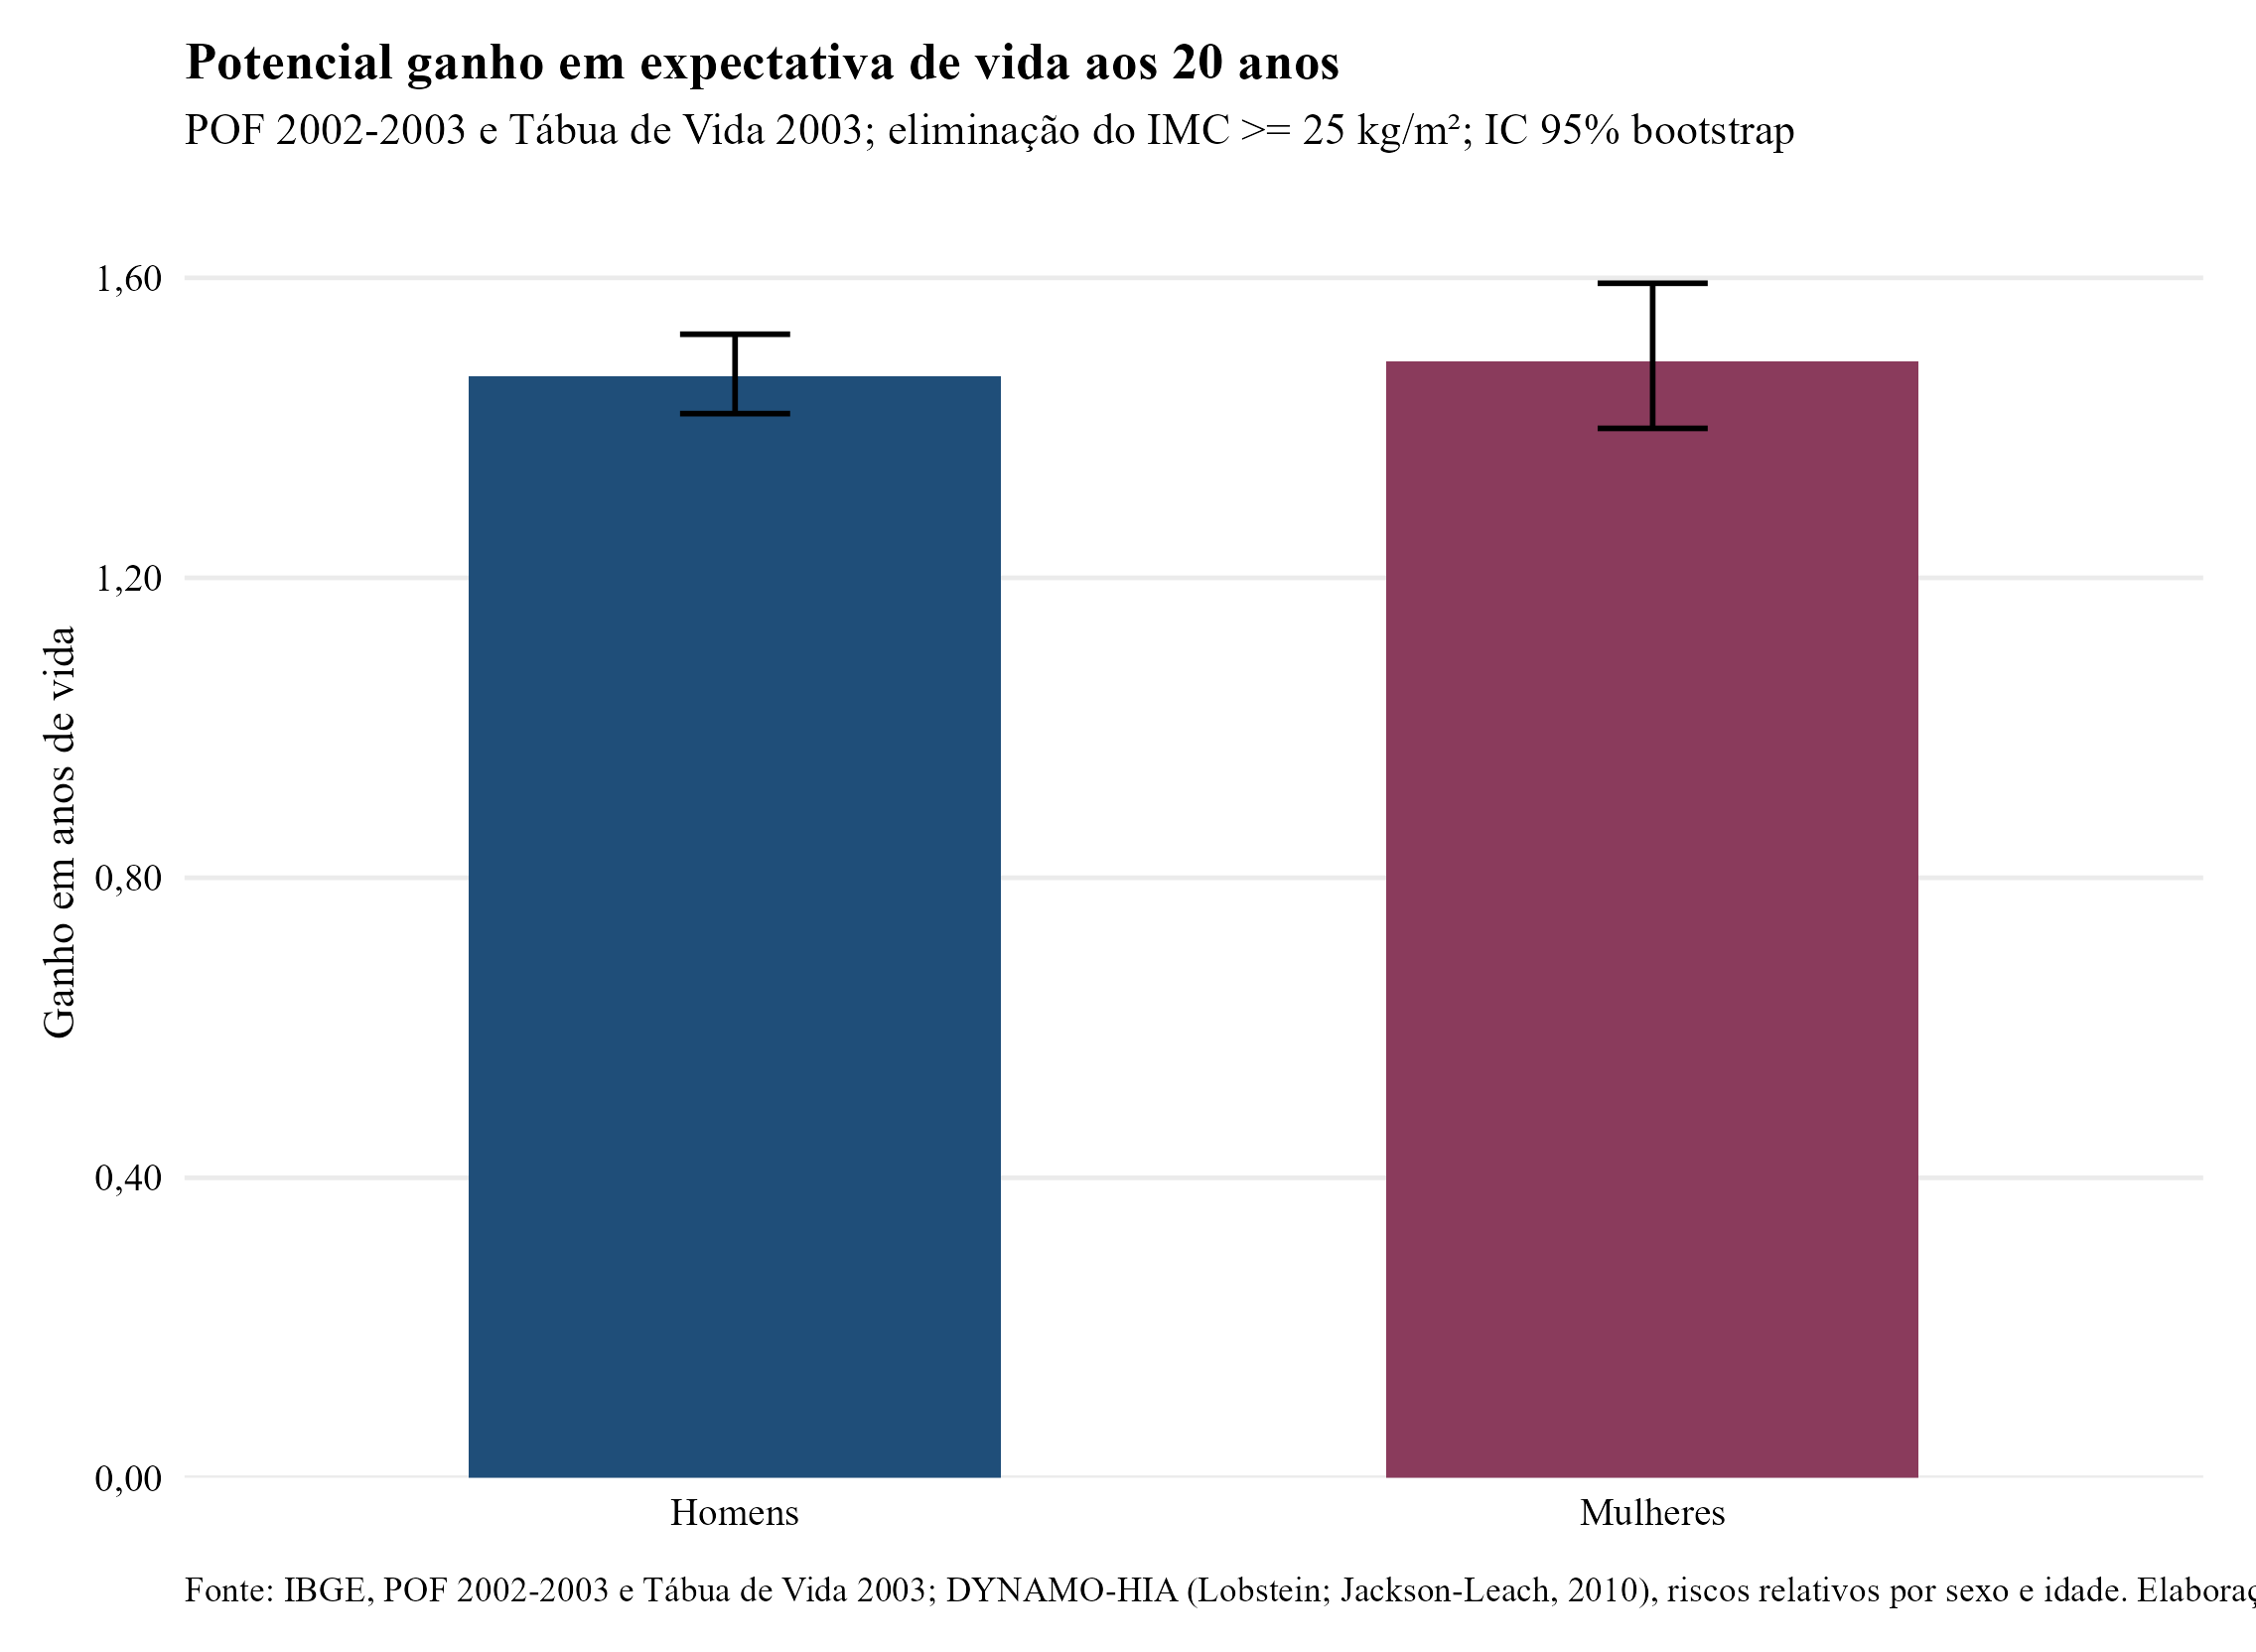 Potencial ganho em expectativa de vida aos 20 anos
POF 2002-2003 e Tábua de Vida 2003; eliminação do IMC >= 25 kg/m²; IC 95% bootstrap
1,60
1,20
0,80
0,40
0,00
Ganho em anos de vida
Homens
Mulheres
Fonte: IBGE, POF 2002-2003 e Tábua de Vida 2003; DYNAMO-HIA (Lobstein; Jackson-Leach, 2010), riscos relativos por sexo e idade.